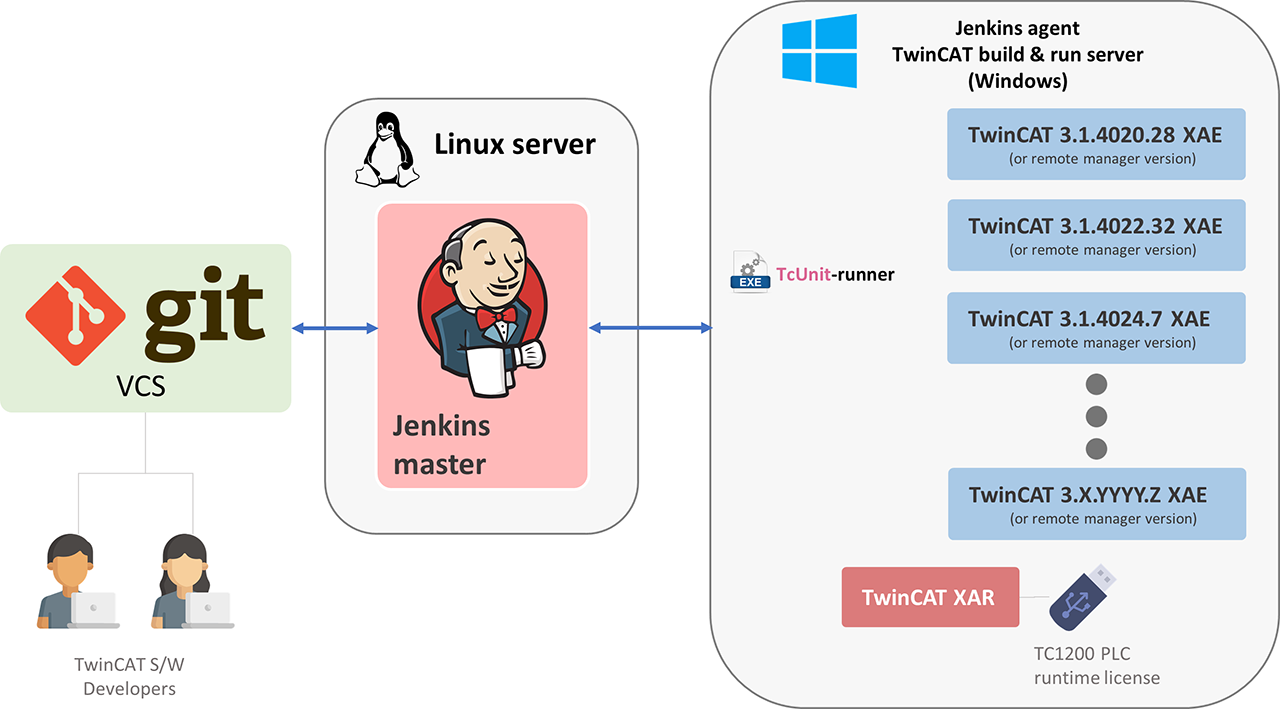 git
VCS
TwinCAT S/W
Developers
Linux server
Jenkins
master
Jenkins agent
TwinCAT build & run server
(Windows)
EXE
TcUnit-runner
TwinCAT 3.1.4020.28 XAE
(or remote manager version)
TwinCAT 3.1.4022.32 XAE
(or remote manager version)
TwinCAT 3.1.4024.7 XAE
(or remote manager version)
TwinCAT 3.X.YYYY.Z XAE
(or remote manager version)
TwinCAT XAR
TC1200 PLC
runtime license